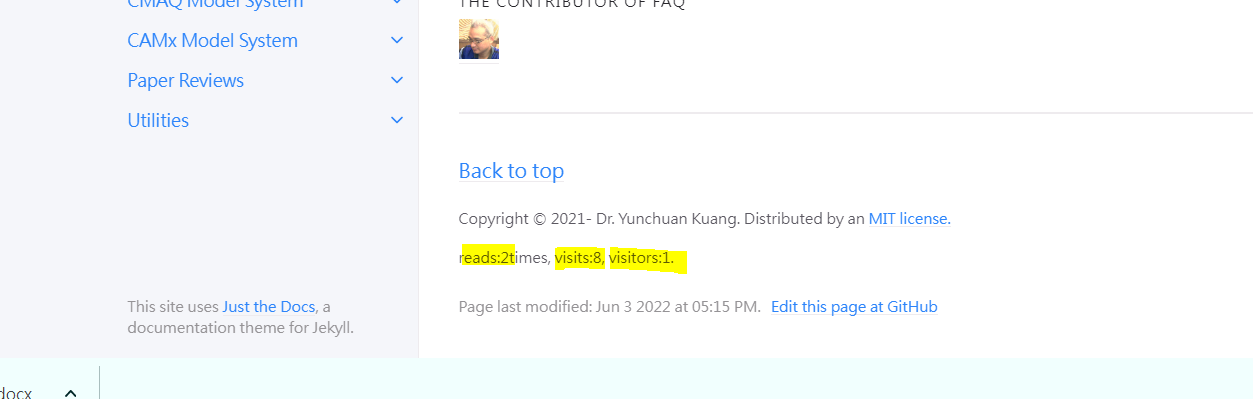 CMAQ Model System
CAMx Model System
Paper Reviews
Utilities
This site uses Just the Docs, a
documentation theme for Jekyll.
THE CONTRIBUTOR OF FAQ
Back to top
Copyright © 2021- Dr. Yunchuan Kuang. Distributed by an MIT license.
reads:2times, visits:8, visitors:1.
Page last modified: Jun 3 2022 at 05:15 PM. Edit this page at GitHub
docx